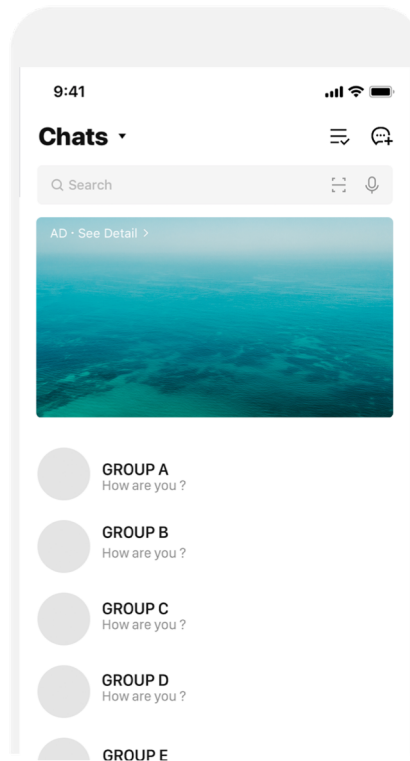 9:41
Chats
Search
AD · See Detail >
GROUP A
How are you ?
GROUP B
How are you ?
GROUP C
How are you ?
GROUP D
How are you ?
GROUP E